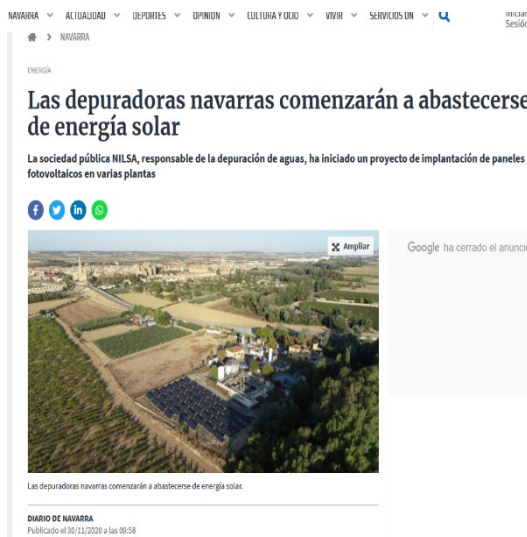 NAVARRA ACTUALIDAD DEPORTES OPINIÓN CULTURA Y OCIO VIVIR SERVICIOS DN Iniciar
Sesión
> NAVARRA
ENERGÍA
Las depuradoras navarras comenzarán a abastecerse
de energía solar
La sociedad pública NILSA, responsable de la depuración de aguas, ha iniciado un proyecto de implantación de paneles
fotovoltaicos en varias plantas
Ampliar
Google ha cerrado el anuncio
Las depuradoras navarras comenzarán a abastecerse de energía solar.
DIARIO DE NAVARRA
Publicado el 30/11/2020 a las 09:58